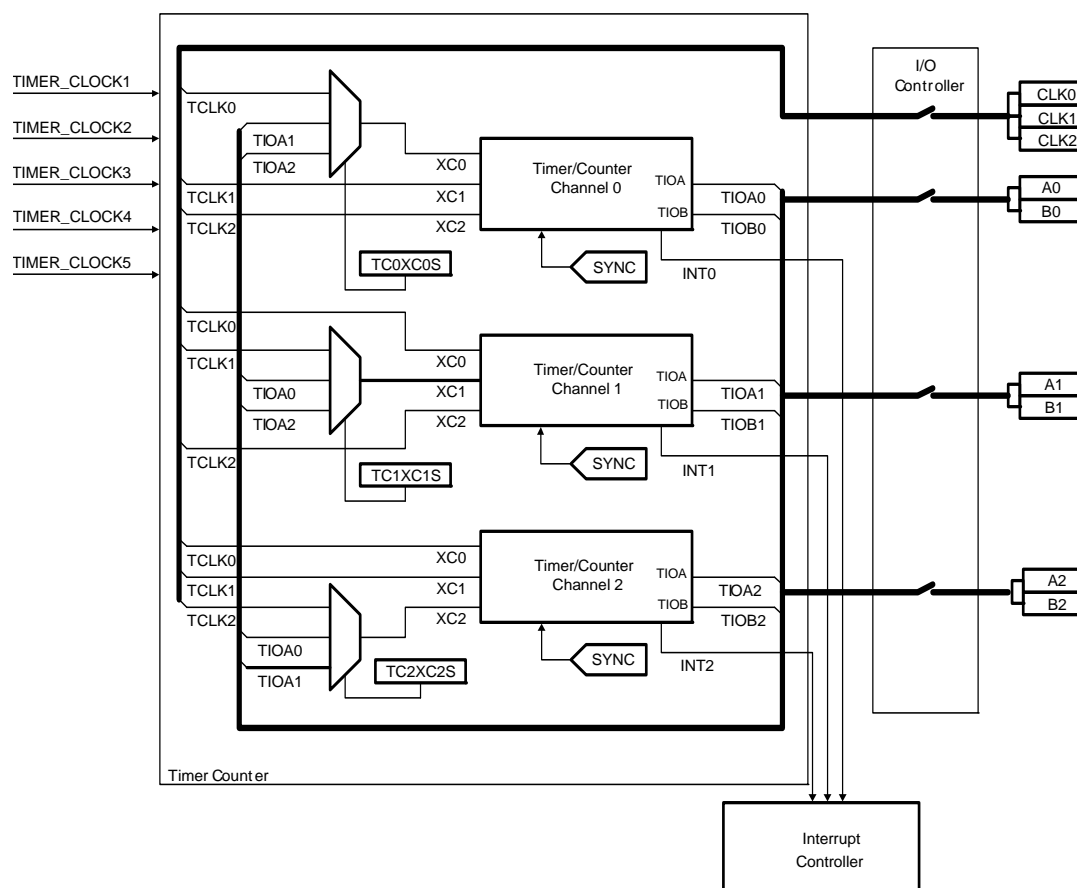 I/O
Controller
TIMER_CLOCK1
TIMER_CLOCK2
TIMER_CLOCK3
TIMER_CLOCK4
TIMER_CLOCK5
TCLK0
TIOA1
TIOA2
TCLK1
TCLK2
XC0
XC1
XC2
Timer/Counter
Channel 0
TIOA
TIOB
TIOA0
TIOB0
CLK0
CLK1
CLK2
A0
B0
TC0XC0S
SYNC
INT0
TCLK0
TCLK1
TIOA0
TIOA2
TCLK2
XC0
XC1
XC2
Timer/Counter
Channel 1
TIOA
TIOB
TIOA1
TIOB1
A1
B1
TC1XC1S
SYNC
INT1
TCLK0
TCLK1
TCLK2
TIOA0
TIOA1
XC0
XC1
XC2
Timer/Counter
Channel 2
TIOA
TIOB
TIOA2
TIOB2
A2
B2
TC2XC2S
SYNC
INT2
Timer Counter
Interrupt
Controller